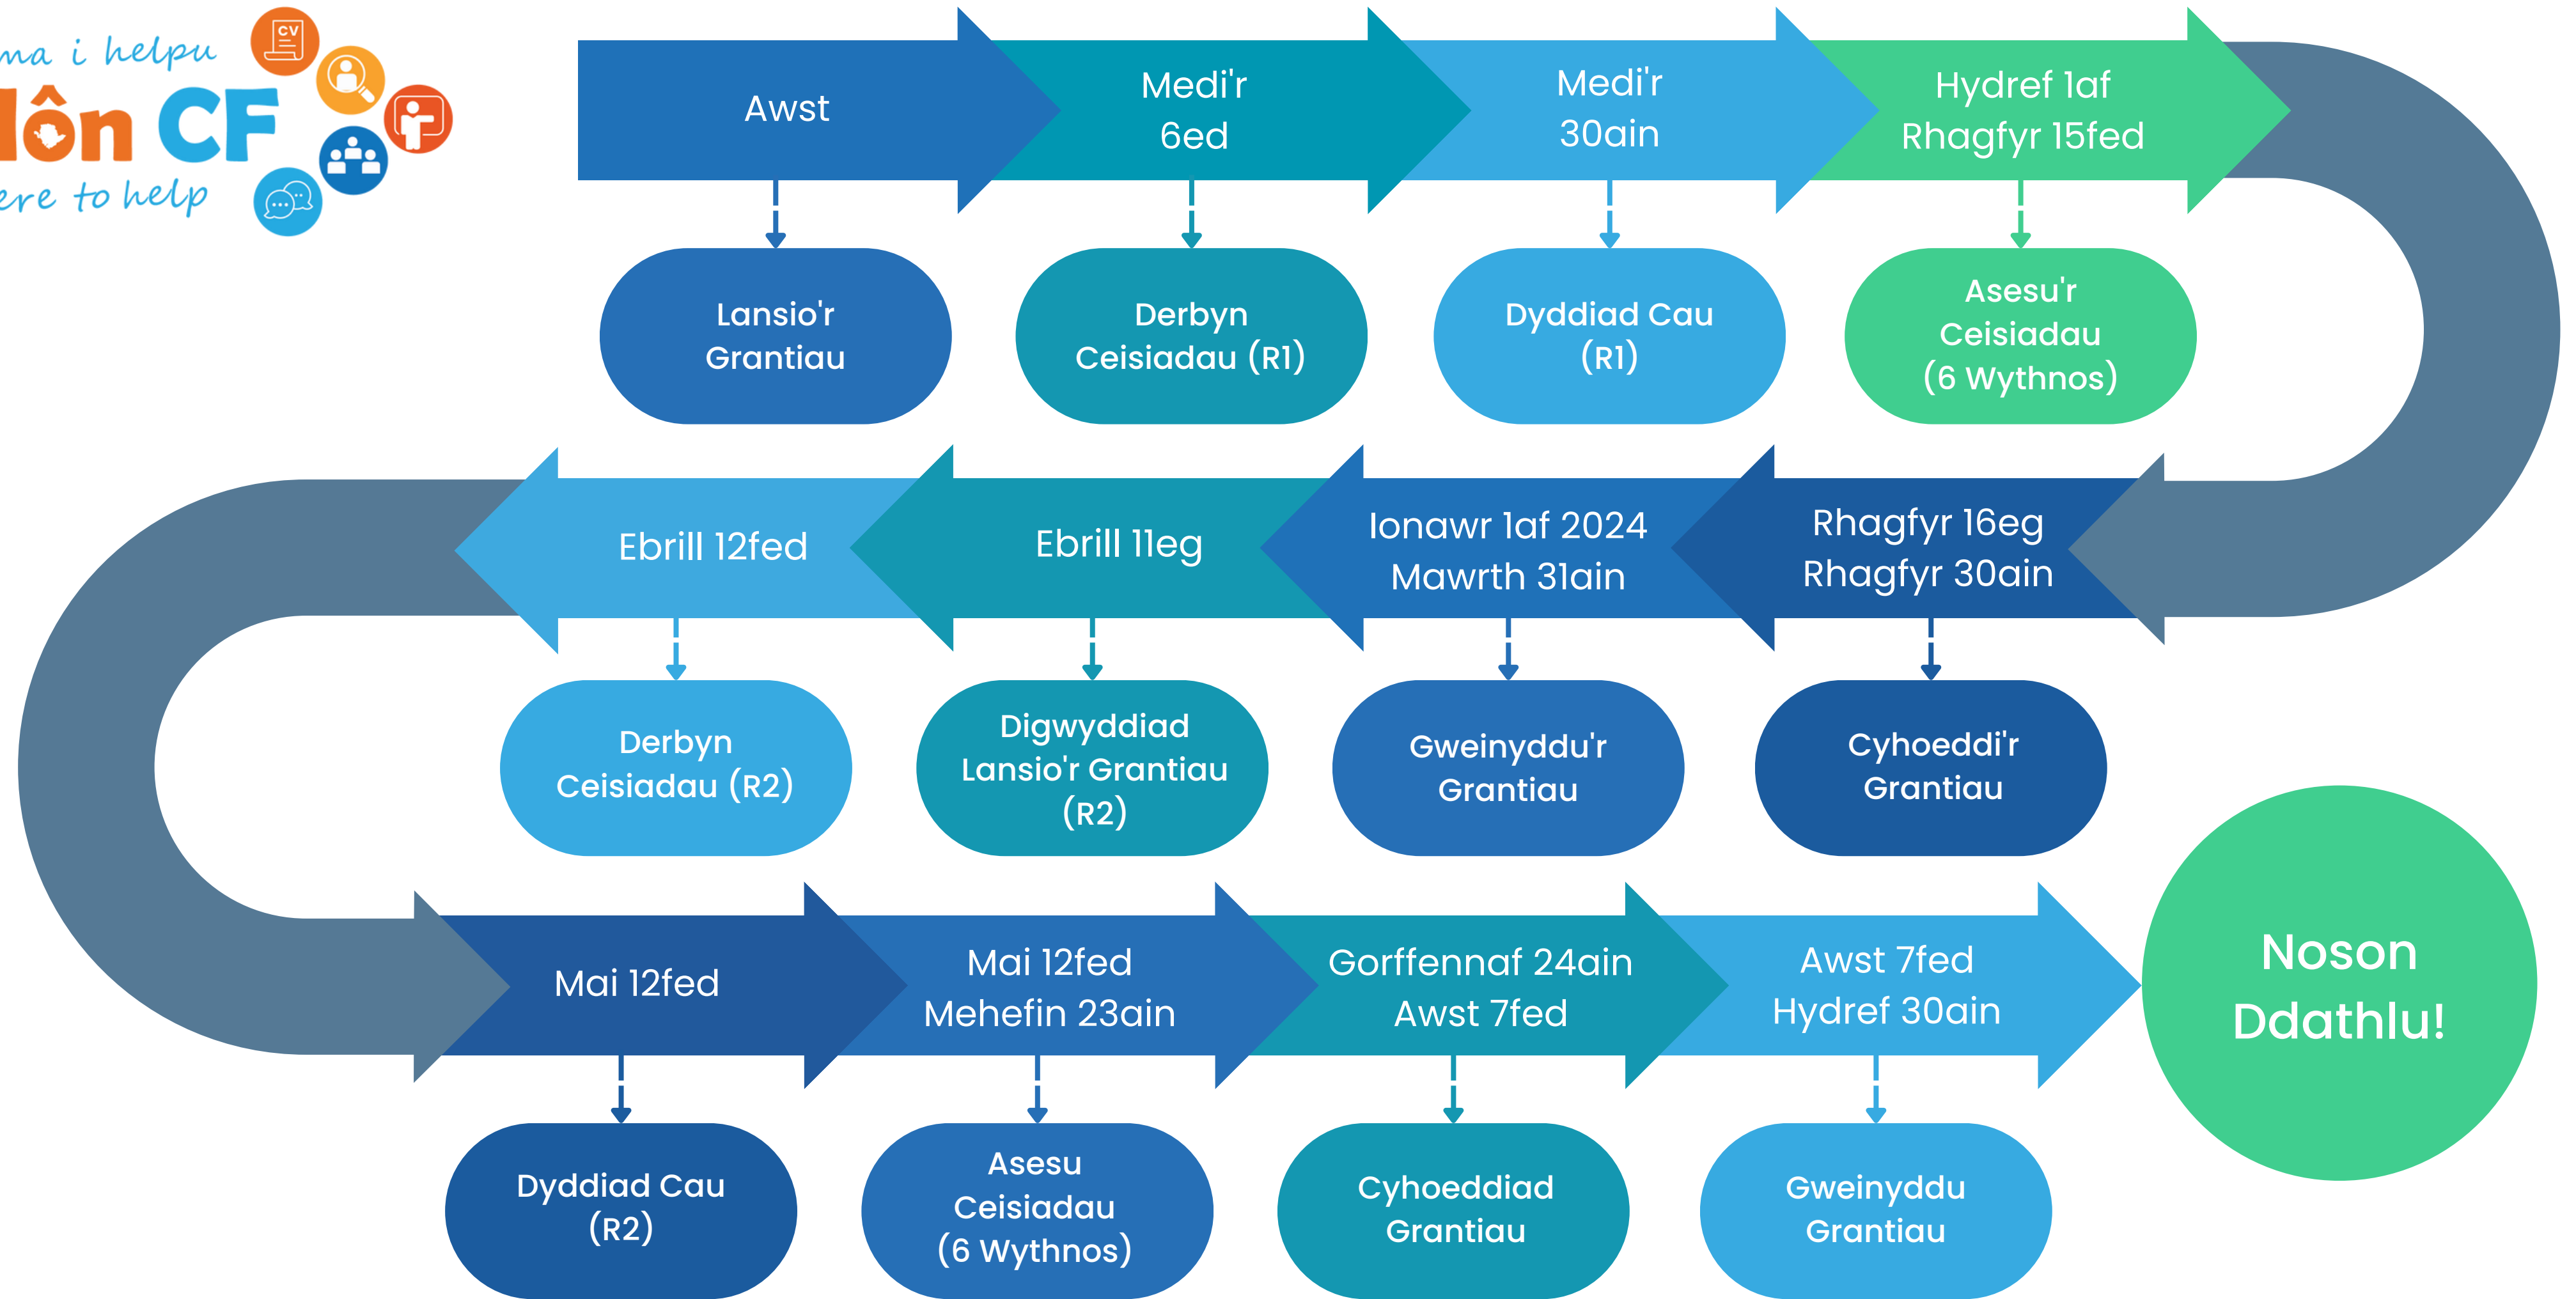 CV
i helpu
CF
to help
Awst
Medi'r
6ed
Medi'r
30ain
Hydref 1af
Rhagfyr 15fed
Lansio'r
Grantiau
Derbyn
Ceisiadau (R1)
Dyddiad Cau
(R1)
Asesu'r
Ceisiadau
(6 Wythnos)
Rhagfyr 16eg
Rhagfyr 30ain
Ionawr 1af 2024
Mawrth 31ain
Ebrill 11eg
Ebrill 12fed
Cyhoeddi'r
Grantiau
Gweinyddu'r
Grantiau
Digwyddiad
Lansio'r Grantiau
(R2)
Derbyn
Ceisiadau (R2)
Mai 12fed
Mai 12fed
Mehefin 23ain
Gorffennaf 24ain
Awst 7fed
Awst 7fed
Hydref 30ain
Noson
Ddathlu!
Dyddiad Cau
(R2)
Asesu
Ceisiadau
(6 Wythnos)
Cyhoeddiad
Grantiau
Gweinyddu
Grantiau